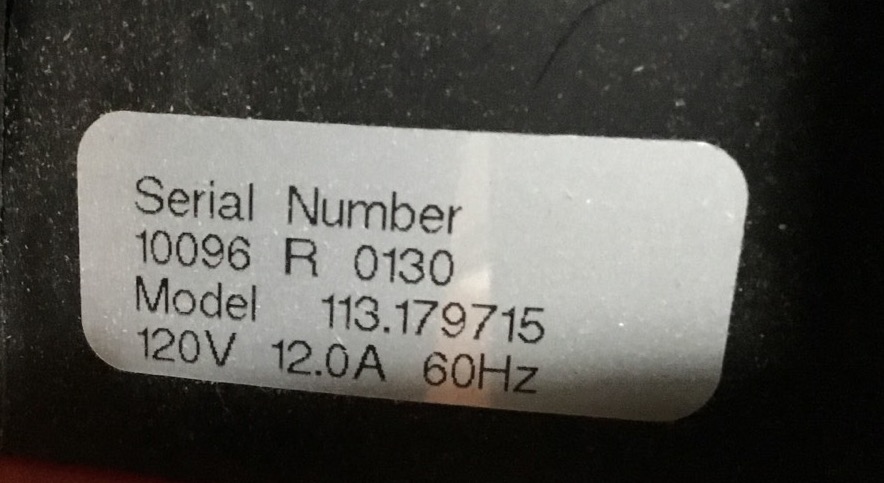 Serial Number
10096 R 0130
Model 113.179715
120V 12.0A 60Hz